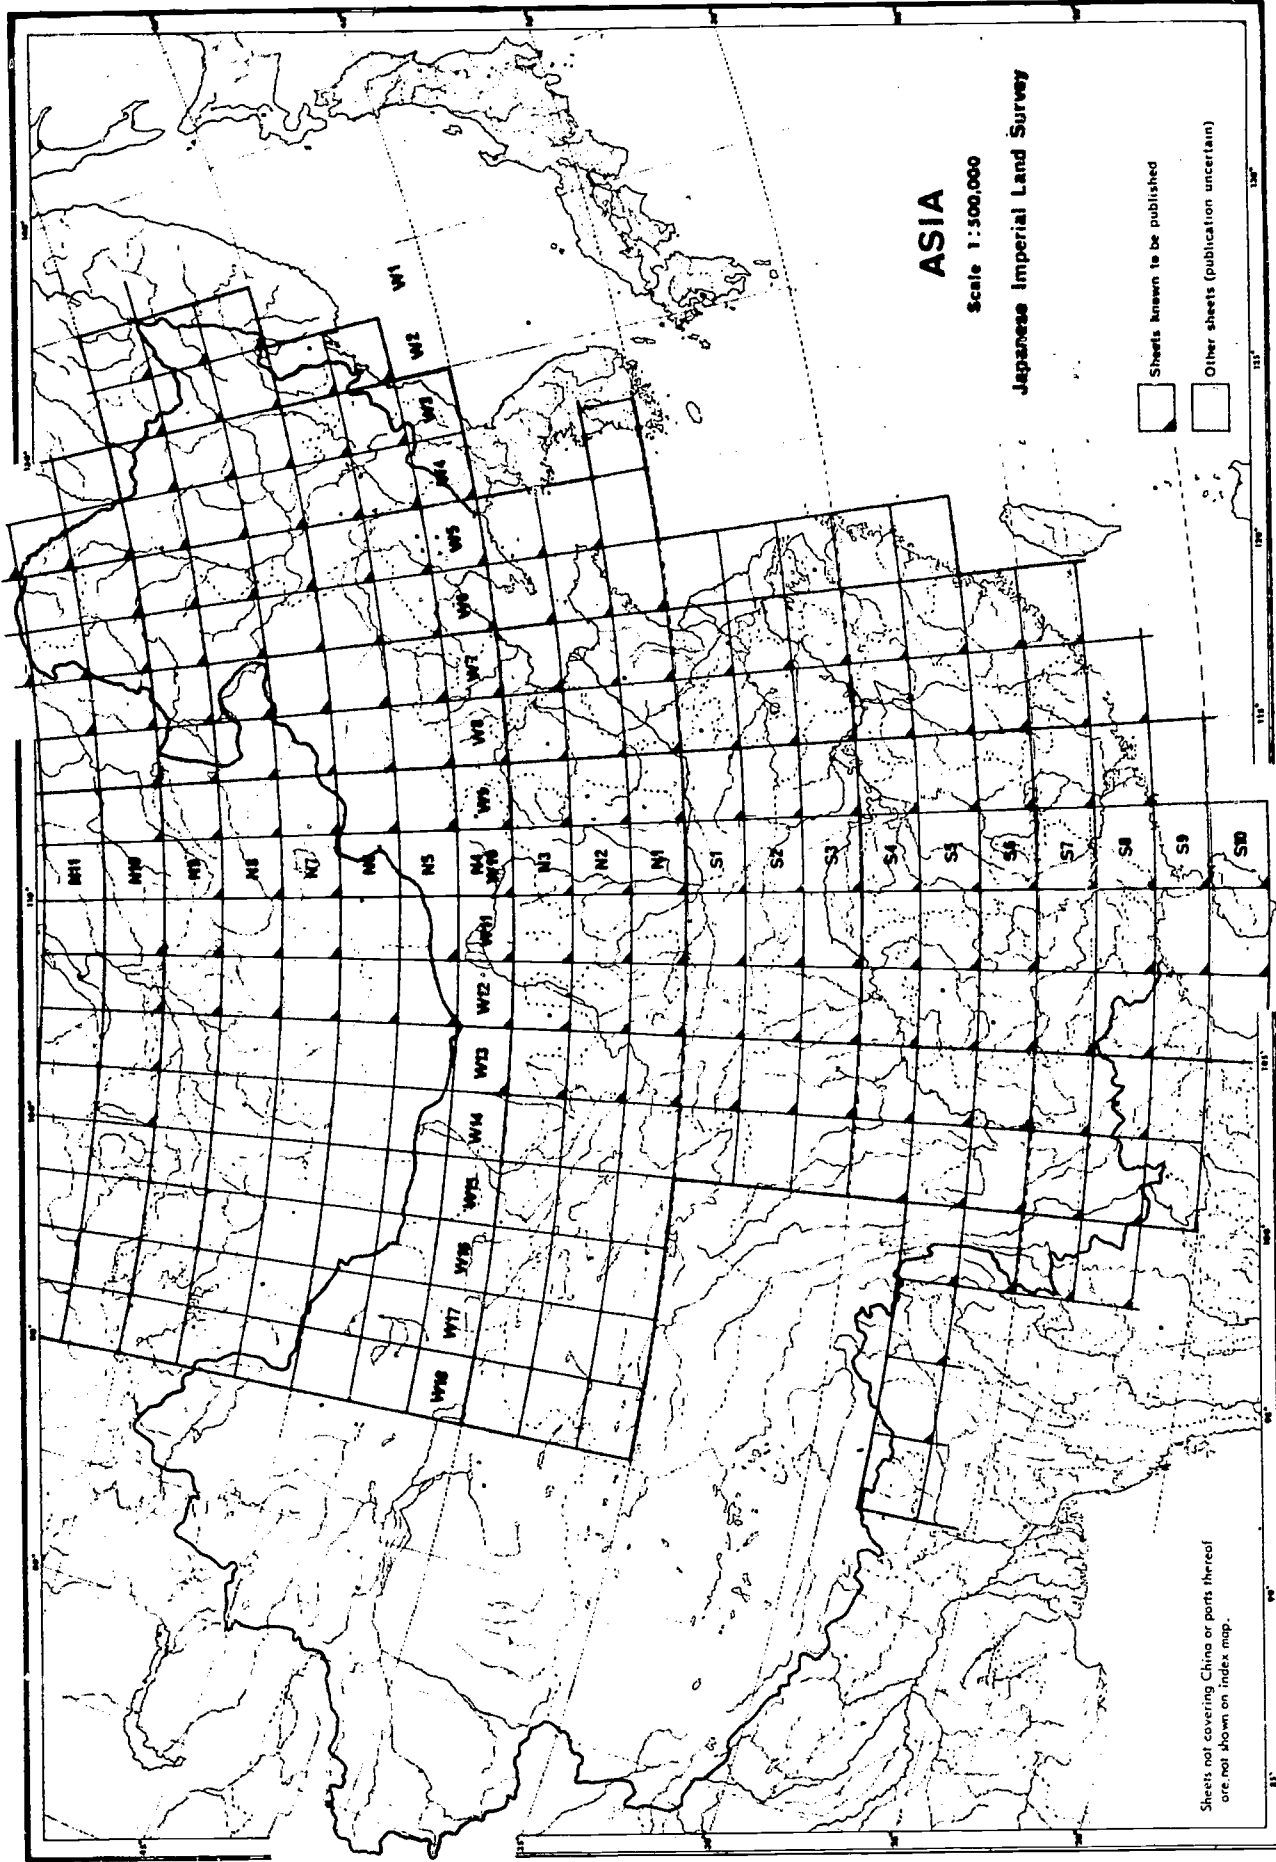 ASIA
Scale 1:500,000
Japanese Imperial Land Survey
Sheets known to be published
Other sheets (publication uncertain)
Sheets not covering China or parts thereof
are not shown on index map.
N11
N10
N9
N8
N7
N6
N5
N4
N3
N2
N1
S1
S2
S3
S4
S5
S6
S7
S8
S9
S10
W18
W17
W16
W15
W14
W13
W12
W11
W10
W9
W8
W7
W6
W5
W4
W3
W2
W1